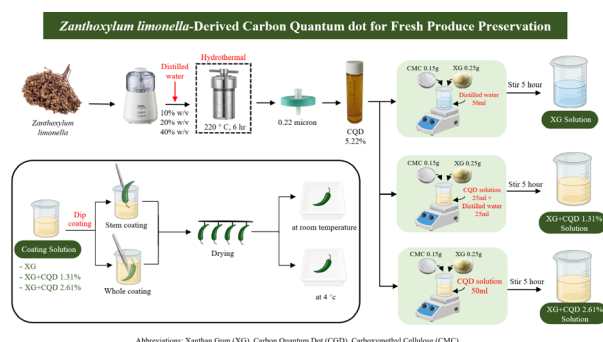 Zanthoxylum limonella-Derived Carbon Quantum dot for Fresh Produce Preservation
Zanthoxylum
limonella
Distilled
water
10% w/v
20% w/v
40% w/v
Hydrothermal
220 ° C, 6 hr
0.22 micron
CQD
5.22%
CMC 0.15g
XG 0.25g
Distilled water
50ml
Stir 5 hour
XG Solution
CMC 0.15g
XG 0.25g
CQD solution
25ml +
Distilled water
25ml
Stir 5 hour
XG+CQD 1.31%
Solution
CMC 0.15g
XG 0.25g
CQD solution
50ml
Stir 5 hour
XG+CQD 2.61%
Solution
Coating Solution
- XG
- XG+CQD 1.31%
- XG+CQD 2.61%
Dip
coating
Stem coating
Whole coating
Drying
at room temperature
at 4 °c
Abbreviations: Xanthan Gum (XG), Carbon Quantum Dot (CQD), Carboxymethyl Cellulose (CMC)